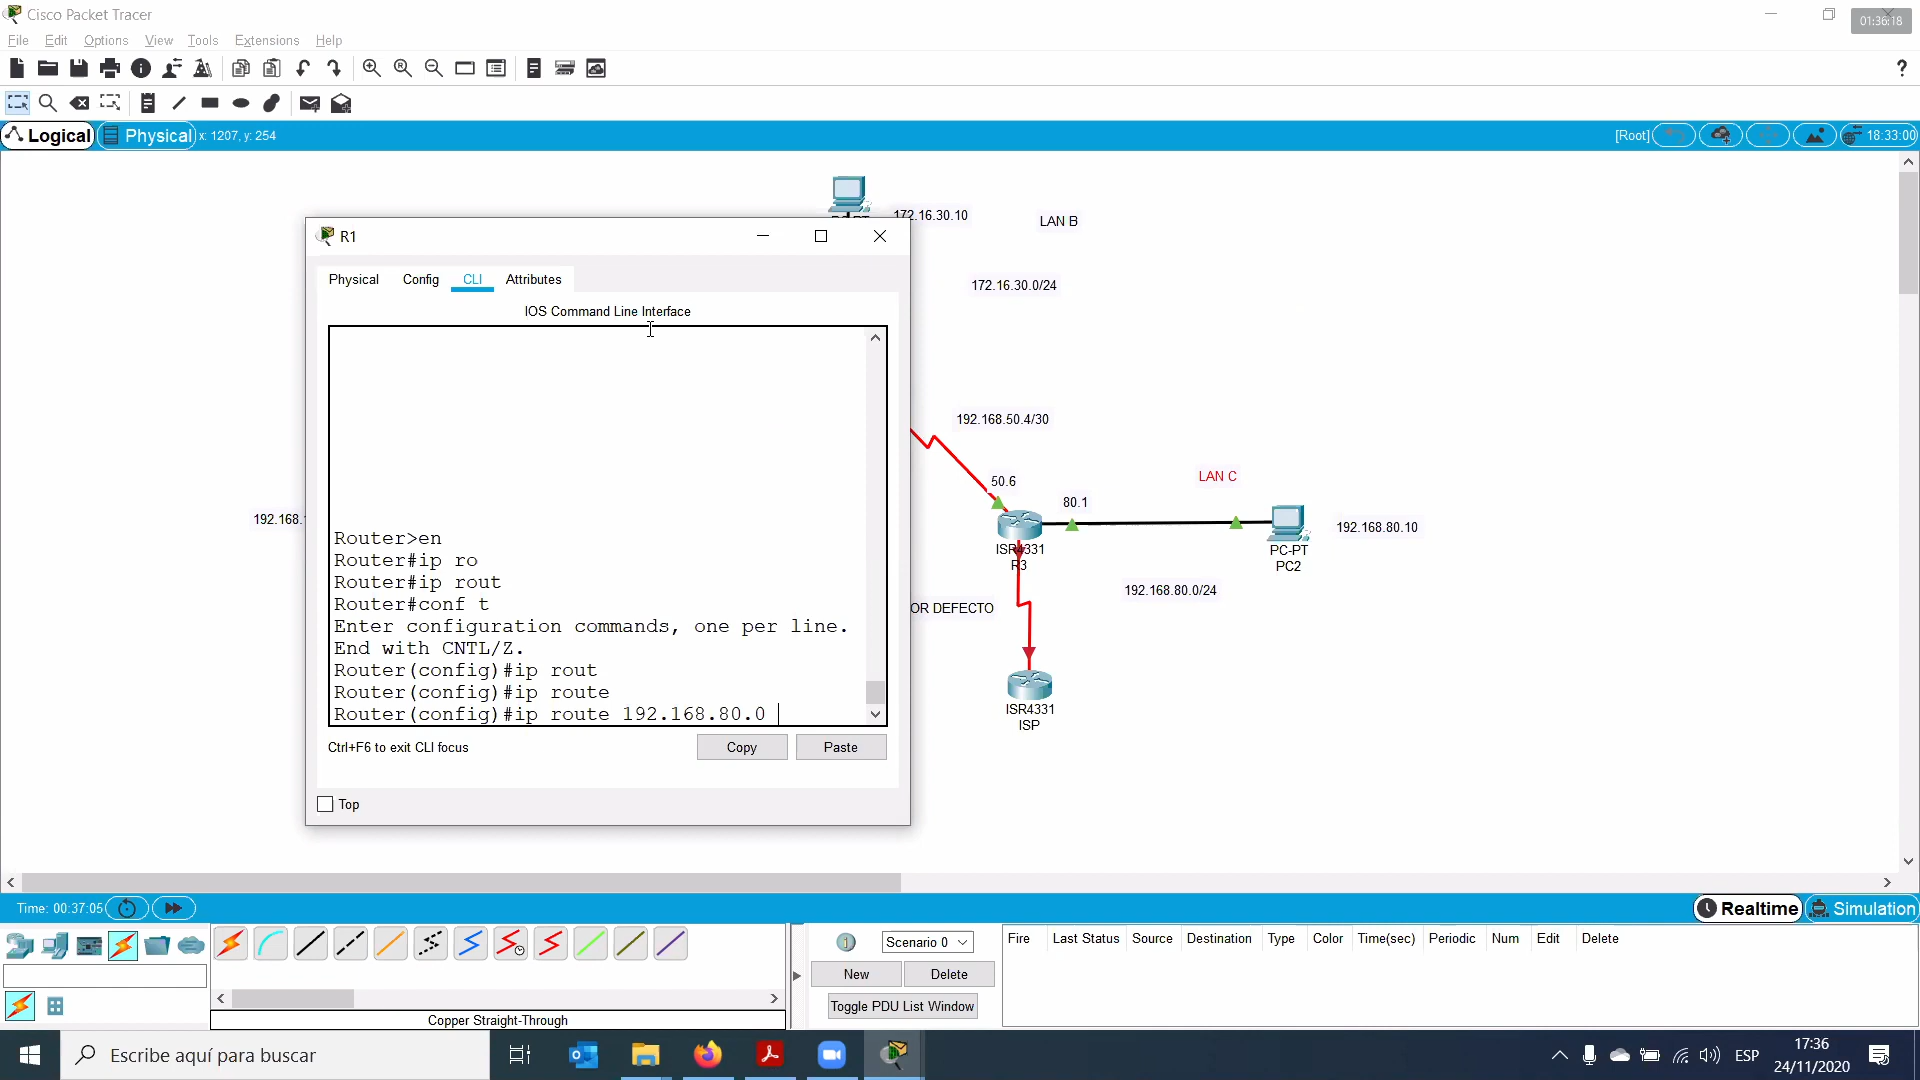 Cisco Packet Tracer
01:36:18
File Edit Options View Tools Extensions Help
?
Logical Physical x: 1207, y: 254 [Root] 18:33:00
172.16.30.10
LAN B
172.16.30.0/24
R1
Physical Config CLI Attributes
IOS Command Line Interface
Router>en
Router#ip ro
Router#ip rout
Router#conf t
Enter configuration commands, one per line.
End with CNTL/Z.
Router(config)#ip rout
Router(config)#ip route
Router(config)#ip route 192.168.80.0
Ctrl+F6 to exit CLI focus
Copy Paste
Top
192.168.
192.168.50.4/30
50.6
80.1
LAN C
192.168.80.10
ISR4331
R3
PC-PT
PC2
192.168.80.0/24
OR DEFECTO
ISR4331
ISP
Time: 00:37:05
Realtime Simulation
Scenario 0
New Delete
Toggle PDU List Window
Fire Last Status Source Destination Type Color Time(sec) Periodic Num Edit Delete
Copper Straight-Through
Escribe aquí para buscar
ESP
17:36
24/11/2020